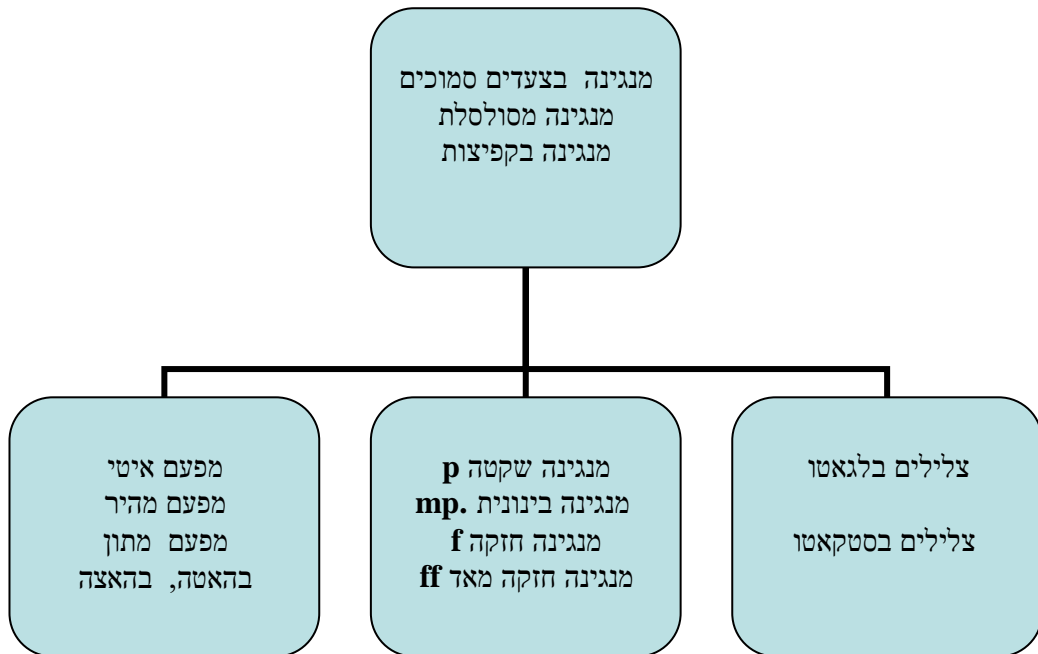 מנגינה בצעדים סמוכים
מנגינה מסולסלת
מנגינה בקפיצות
צלילים בלגאטו
צלילים בסטקאטו
מנגינה שקטה p
מנגינה בינונית mp.
מנגינה חזקה f
מנגינה חזקה מאד ff
מפעם איטי
מפעם מהיר
מפעם מתון
בהאטה, בהאצה